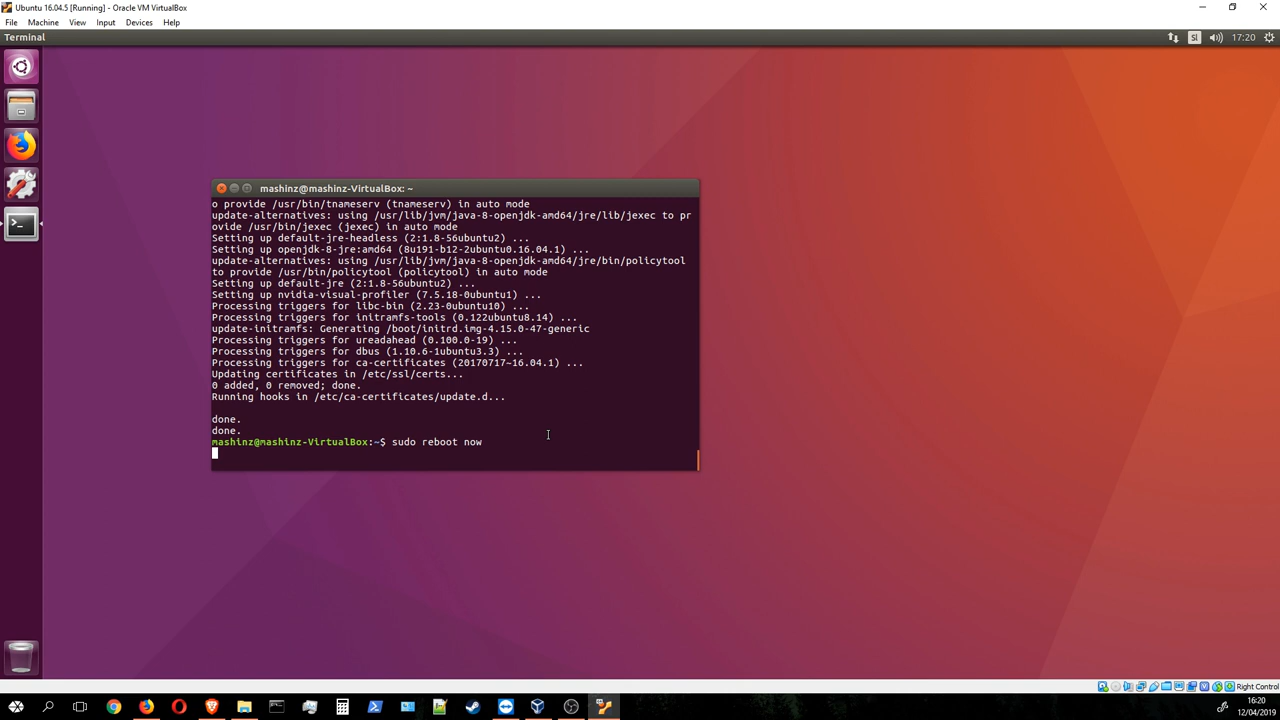 Ubuntu 16.04.5 [Running] - Oracle VM VirtualBox
File Machine View Input Devices Help
Terminal
Sl 17:20
mashinz@mashinz-VirtualBox: ~
o provide /usr/bin/tnameserv (tnameserv) in auto mode
update-alternatives: using /usr/lib/jvm/java-8-openjdk-amd64/jre/lib/jexec to pr
ovide /usr/bin/jexec (jexec) in auto mode
Setting up default-jre-headless (2:1.8-56ubuntu2) ...
Setting up openjdk-8-jre:amd64 (8u191-b12-2ubuntu0.16.04.1) ...
update-alternatives: using /usr/lib/jvm/java-8-openjdk-amd64/jre/bin/policytool
to provide /usr/bin/policytool (policytool) in auto mode
Setting up default-jre (2:1.8-56ubuntu2) ...
Setting up nvidia-visual-profiler (7.5.18-0ubuntu1) ...
Processing triggers for libc-bin (2.23-0ubuntu10) ...
Processing triggers for initramfs-tools (0.122ubuntu8.14) ...
update-initramfs: Generating /boot/initrd.img-4.15.0-47-generic
Processing triggers for ureadahead (0.100.0-19) ...
Processing triggers for dbus (1.10.6-1ubuntu3.3) ...
Processing triggers for ca-certificates (20170717~16.04.1) ...
Updating certificates in /etc/ssl/certs...
0 added, 0 removed; done.
Running hooks in /etc/ca-certificates/update.d...
done.
done.
mashinz@mashinz-VirtualBox:~$ sudo reboot now
Right Control
16:20
12/04/2019